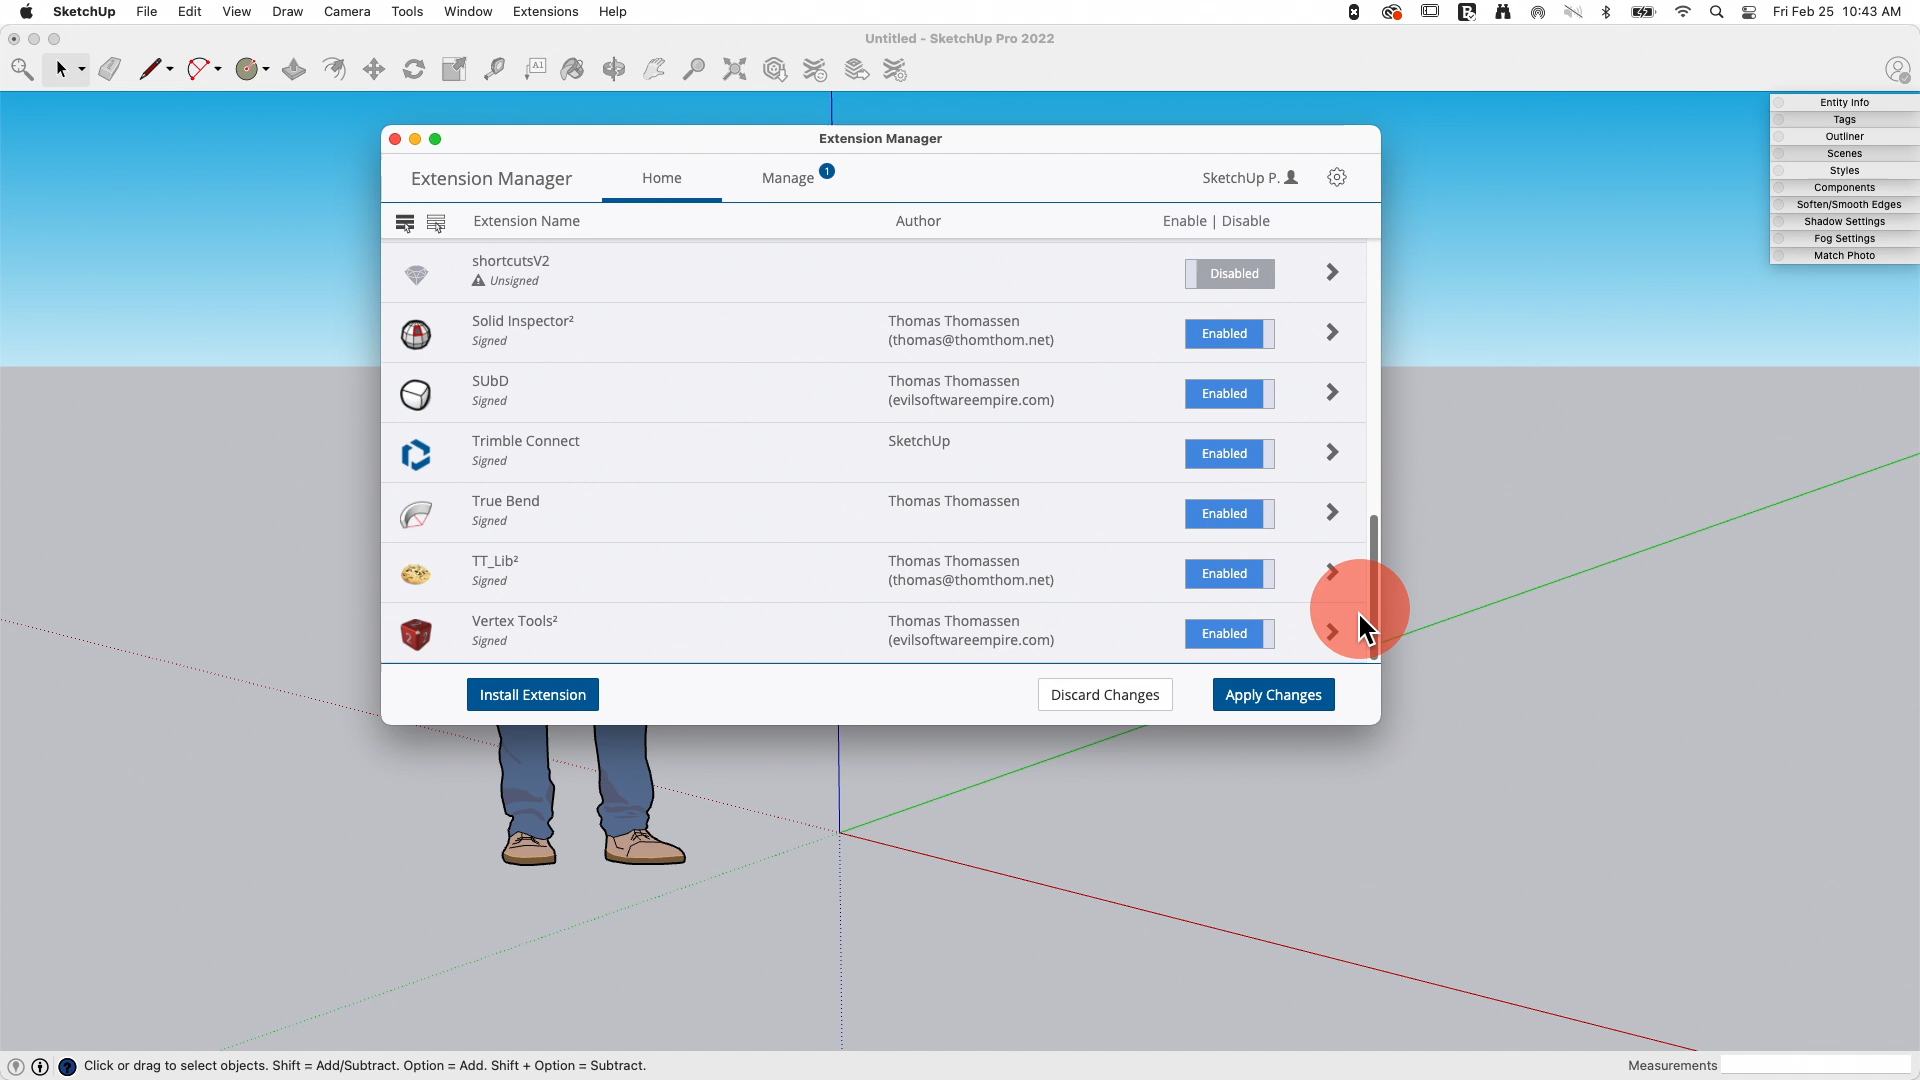 SketchUp File Edit View Draw Camera Tools Window Extensions Help Fri Feb 25 10:43 AM
Untitled - SketchUp Pro 2022
A1
Entity Info
Tags
Outliner
Scenes
Styles
Components
Soften/Smooth Edges
Shadow Settings
Fog Settings
Match Photo
Extension Manager
Extension Manager Home Manage 1 SketchUp P.
Extension Name Author Enable | Disable
shortcutsV2
Unsigned
Disabled
Solid Inspector² Thomas Thomassen
Signed (thomas@thomthom.net)
Enabled
SUbD Thomas Thomassen
Signed (evilsoftwareempire.com)
Enabled
Trimble Connect SketchUp
Signed
Enabled
True Bend Thomas Thomassen
Signed
Enabled
TT_Lib² Thomas Thomassen
Signed (thomas@thomthom.net)
Enabled
Vertex Tools² Thomas Thomassen
Signed (evilsoftwareempire.com)
Enabled
Install Extension Discard Changes Apply Changes
Click or drag to select objects. Shift = Add/Subtract. Option = Add. Shift + Option = Subtract. Measurements